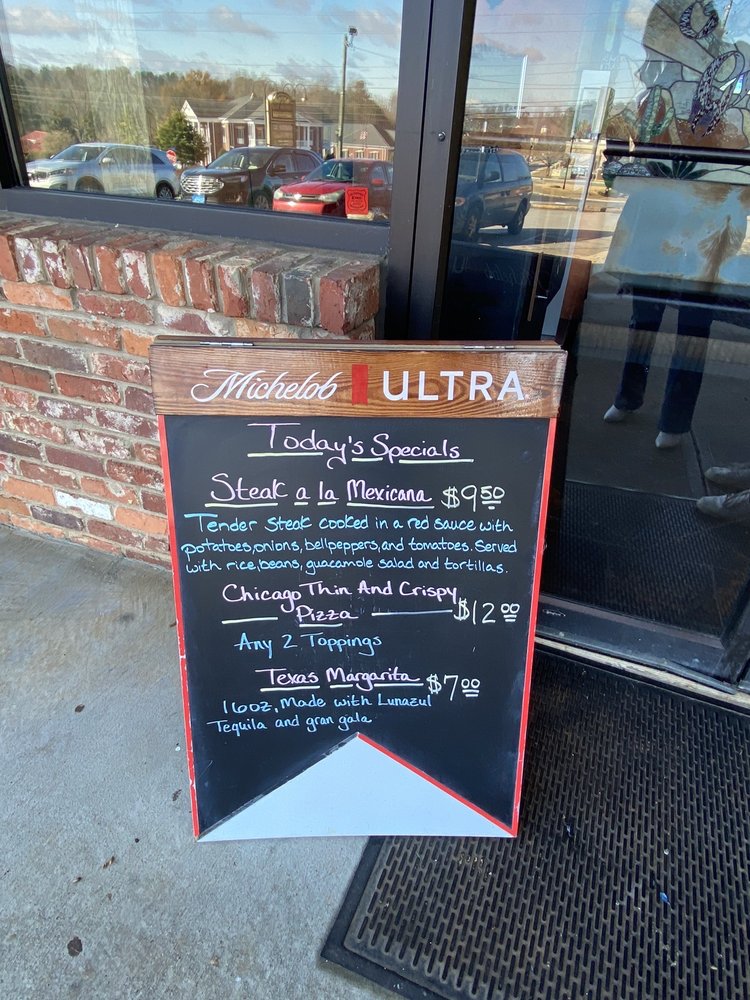 Michelob ULTRA
Today's Specials
Steak a la Mexicana $9.50
Tender steak cooked in a red sauce with
potatoes, onions, bellpeppers, and tomatoes. Served
with rice, beans, guacamole salad and tortillas.
Chicago Thin And Crispy
Pizza $12.00
Any 2 Toppings
Texas Margarita $7.00
16oz, Made with Lunazul
Tequila and gran gala